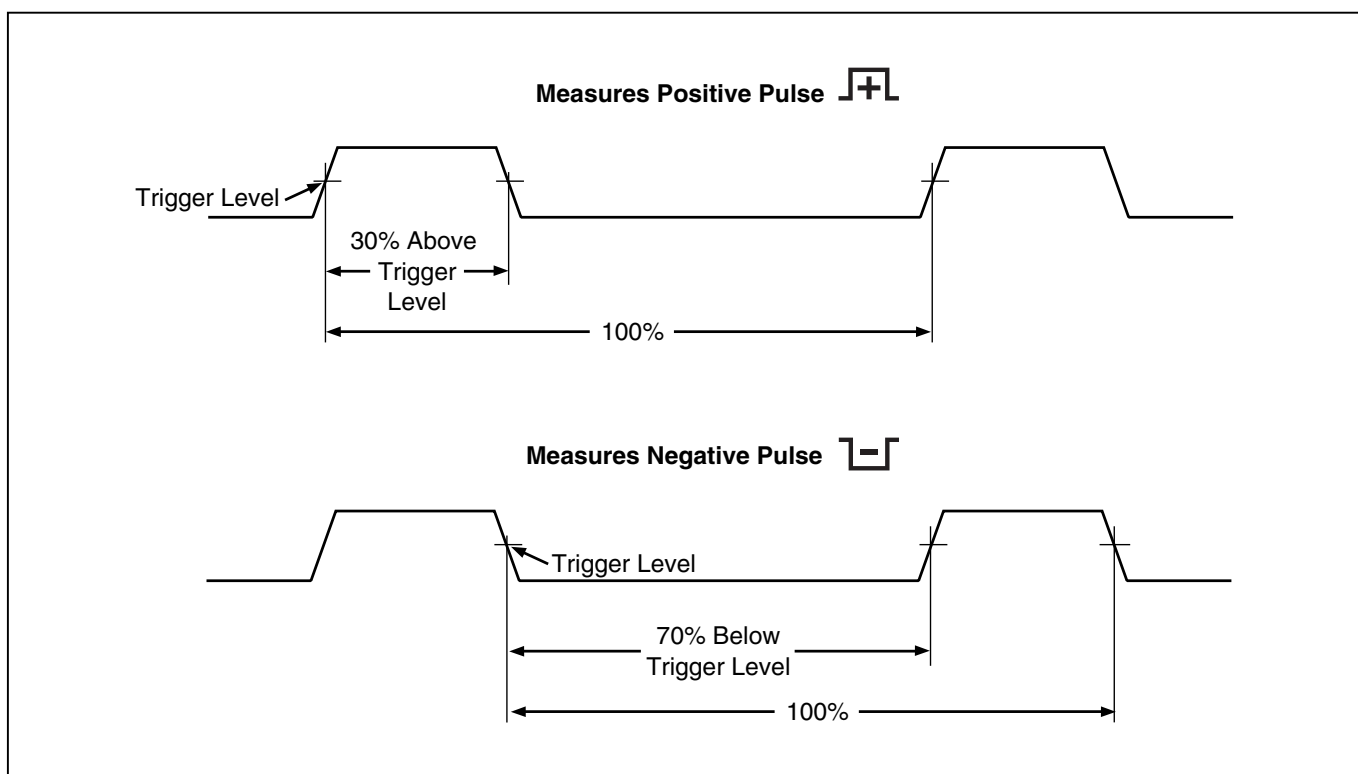 Measures Positive Pulse
Trigger Level
30% Above
Trigger
Level
100%
Measures Negative Pulse
Trigger Level
70% Below
Trigger Level
100%